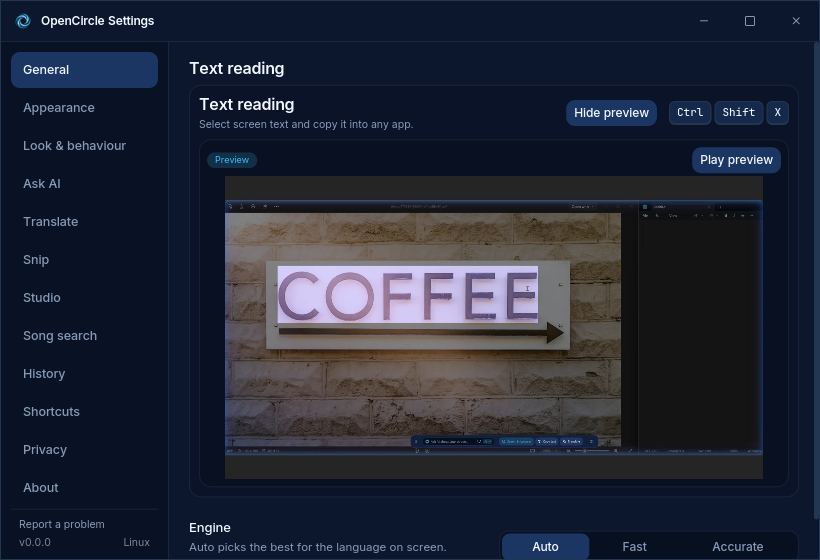 OpenCircle Settings
General
Appearance
Look & behaviour
Ask AI
Translate
Snip
Studio
Song search
History
Shortcuts
Privacy
About
Report a problem
v0.0.0 Linux
Text reading
Text reading
Select screen text and copy it into any app.
Hide preview Ctrl Shift X
Preview
Play preview
COFFEE
Engine
Auto picks the best for the language on screen.
Auto Fast Accurate